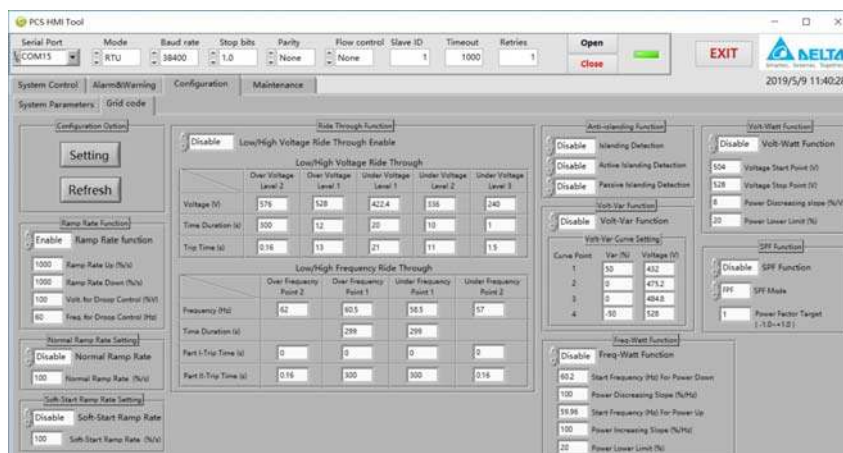 PCS HMI Tool
Serial Port Mode Baud rate Stop bits Parity Flow control Slave ID Timeout Retries
COM15 RTU 38400 1.0 None None 1 1000 1
Open
Close
EXIT
DELTA
2019/5/9 11:40:28
System Control Alarm&Warning Configuration Maintenance
System Parameters Grid code
Configuration Option
Setting
Refresh
Ramp Rate Function
Enable Ramp Rate function
1000 Ramp Rate Up (%/s)
1000 Ramp Rate Down (%/s)
100 Volt. for Droop Control (%V)
60 Freq. for Droop Control (Hz)
Normal Ramp Rate Setting
Disable Normal Ramp Rate
100 Normal Ramp Rate (%/s)
Soft-Start Ramp Rate Setting
Disable Soft-Start Ramp Rate
100 Soft-Start Ramp Rate (%/s)
Ride Through Function
Disable Low/High Voltage Ride Through Enable
Low/High Voltage Ride Through
Over Voltage Level 2 Over Voltage Level 1 Under Voltage Level 1 Under Voltage Level 2 Under Voltage Level 3
Voltage (V) 576 528 422.4 336 240
Time Duration (s) 300 12 20 10 1
Trip Time (s) 0.16 13 21 11 1.5
Low/High Frequency Ride Through
Over Frequency Point 2 Over Frequency Point 1 Under Frequency Point 1 Under Frequency Point 2
Frequency (Hz) 62 60.5 58.5 57
Time Duration (s) 299 299
Part I-Trip Time (s) 0 0 0 0
Part II-Trip Time (s) 0.16 300 300 0.16
Anti-islanding Function
Disable Islanding Detection
Disable Active Islanding Detection
Disable Passive Islanding Detection
Volt-Var Function
Disable Volt-Var Function
Volt-Var Curve Setting
Curve Point Var (%) Voltage (V)
1 50 432
2 0 475.2
3 0 484.8
4 -50 528
Freq-Watt Function
Disable Freq-Watt Function
60.2 Start Frequency (Hz) For Power Down
100 Power Discreasing Slope (%/Hz)
59.96 Start Frequency (Hz) For Power Up
100 Power Increasing Slope (%/Hz)
20 Power Lower Limit (%)
Volt-Watt Function
Disable Volt-Watt Function
504 Voltage Start Point (V)
528 Voltage Stop Point (V)
8 Power Discreasing slope (%/V)
20 Power Lower Limit (%)
SPF Function
Disable SPF Function
FPF SPF Mode
1 Power Factor Target
( -1.0~+1.0 )